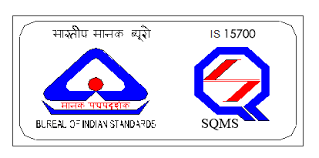 भारतीय मानक ब्यूरो
IS 15700
मानक पथप्रदर्शक
BUREAL OF INDIAN STANDARDS
SQMS